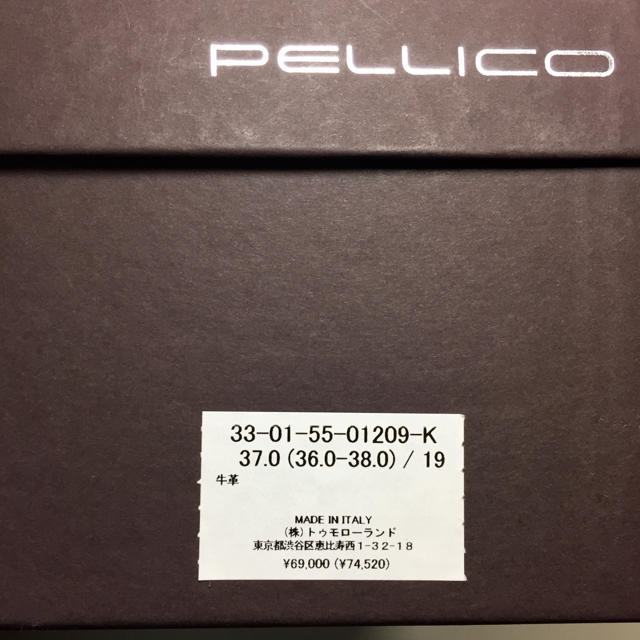 PELLICO
33-01-55-01209-K
37.0 (36.0-38.0) / 19
牛革
MADE IN ITALY
（株）トゥモローランド
東京都渋谷区恵比寿西1-32-18
¥69,000 (¥74,520)